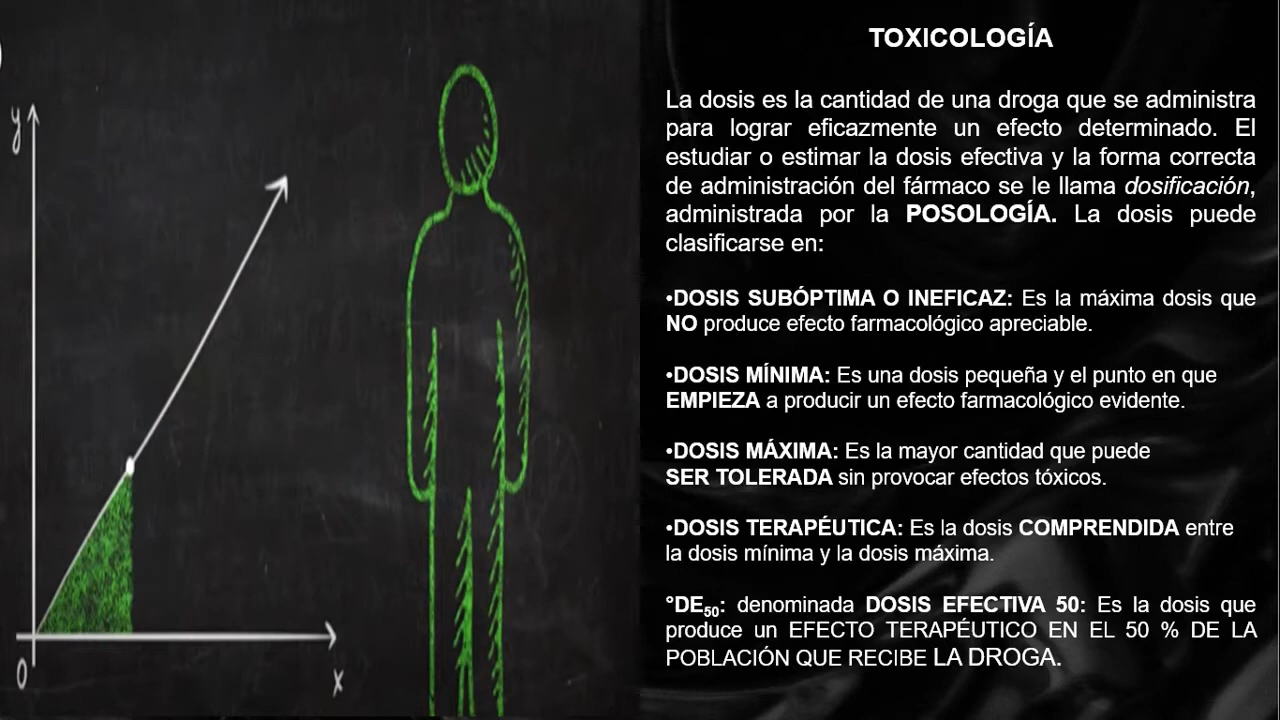 y
0
x
TOXICOLOGÍA
La dosis es la cantidad de una droga que se administra
para lograr eficazmente un efecto determinado. El
estudiar o estimar la dosis efectiva y la forma correcta
de administración del fármaco se le llama dosificación,
administrada por la POSOLOGÍA. La dosis puede
clasificarse en:
•DOSIS SUBÓPTIMA O INEFICAZ: Es la máxima dosis que
NO produce efecto farmacológico apreciable.
•DOSIS MÍNIMA: Es una dosis pequeña y el punto en que
EMPIEZA a producir un efecto farmacológico evidente.
•DOSIS MÁXIMA: Es la mayor cantidad que puede
SER TOLERADA sin provocar efectos tóxicos.
•DOSIS TERAPÉUTICA: Es la dosis COMPRENDIDA entre
la dosis mínima y la dosis máxima.
°DE50: denominada DOSIS EFECTIVA 50: Es la dosis que
produce un EFECTO TERAPÉUTICO EN EL 50 % DE LA
POBLACIÓN QUE RECIBE LA DROGA.